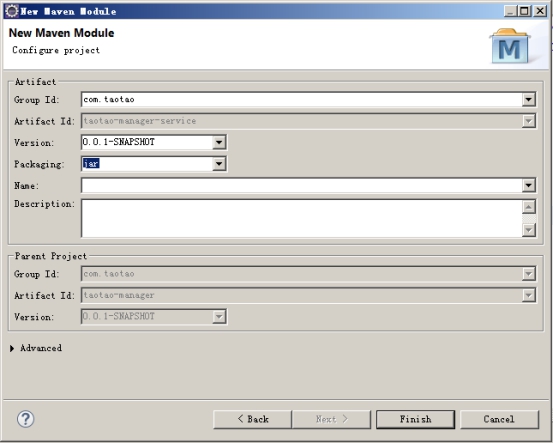 New Maven Module
New Maven Module
Configure project
M
Artifact
Group Id: com.taotao
Artifact Id: taotao-manager-service
Version: 0.0.1-SNAPSHOT
Packaging: jar
Name:
Description:
Parent Project
Group Id: com.taotao
Artifact Id: taotao-manager
Version: 0.0.1-SNAPSHOT
Advanced
? < Back Next > Finish Cancel